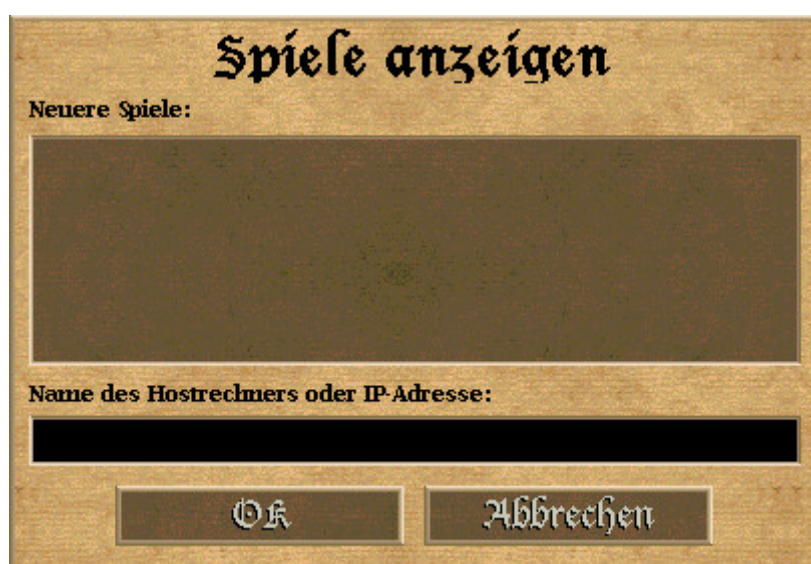 Spiele anzeigen
Neuere Spiele:
Name des Hostrechners oder IP-Adresse:
Ok
Abbrechen